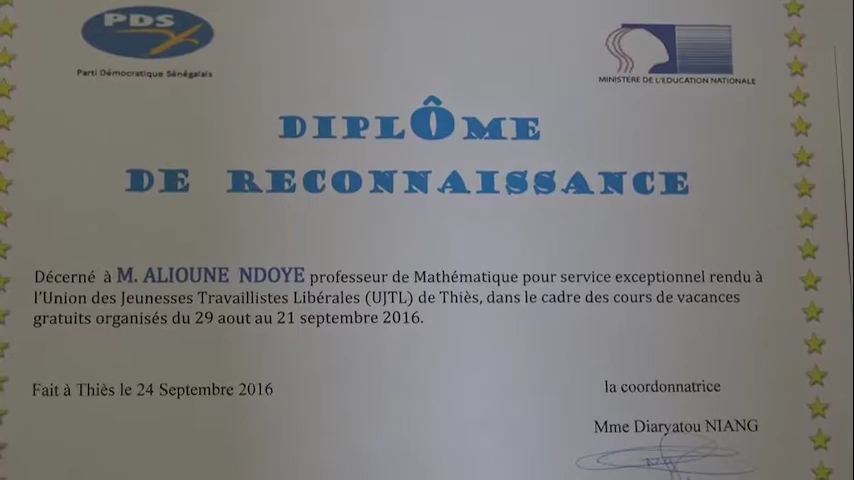 PDS
Parti Démocratique Sénégalais
MINISTERE DE L'EDUCATION NATIONALE
DIPLÔME
DE RECONNAISSANCE
Décerné à M. ALIOUNE NDOYE professeur de Mathématique pour service exceptionnel rendu à
l'Union des Jeunesses Travaillistes Libérales (UJTL) de Thiès, dans le cadre des cours de vacances
gratuits organisés du 29 aout au 21 septembre 2016.
Fait à Thiès le 24 Septembre 2016
la coordonnatrice
Mme Diaryatou NIANG